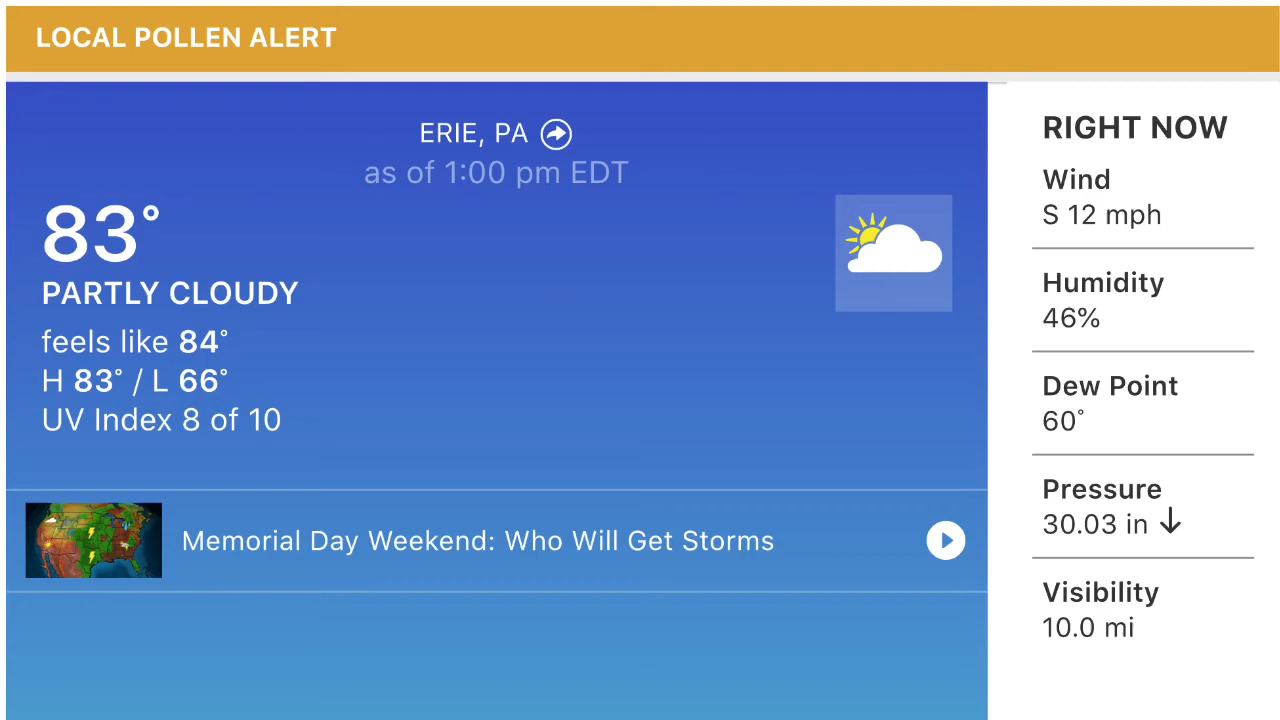 LOCAL POLLEN ALERT
ERIE, PA
as of 1:00 pm EDT
83°
PARTLY CLOUDY
feels like 84°
H 83° / L 66°
UV Index 8 of 10
Memorial Day Weekend: Who Will Get Storms
RIGHT NOW
Wind
S 12 mph
Humidity
46%
Dew Point
60°
Pressure
30.03 in ↓
Visibility
10.0 mi